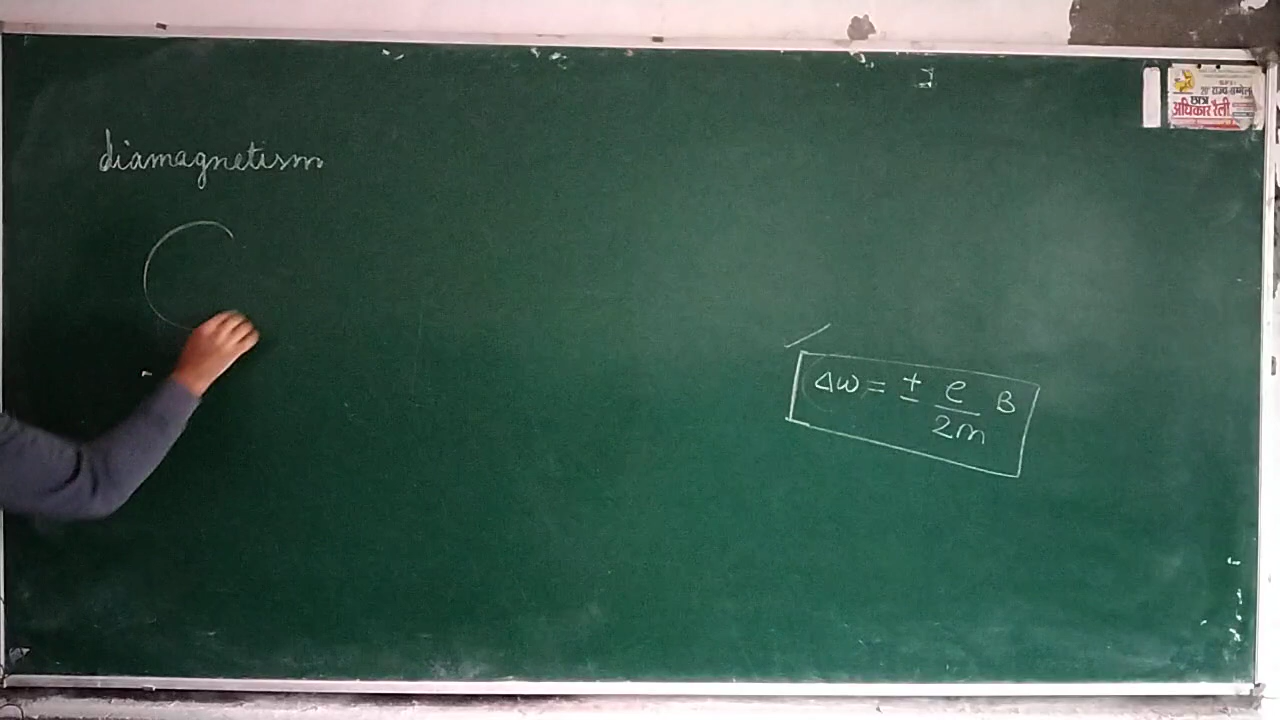 diamagnetism
Δω = ± e/2m B
छात्र
अधिकार रैली